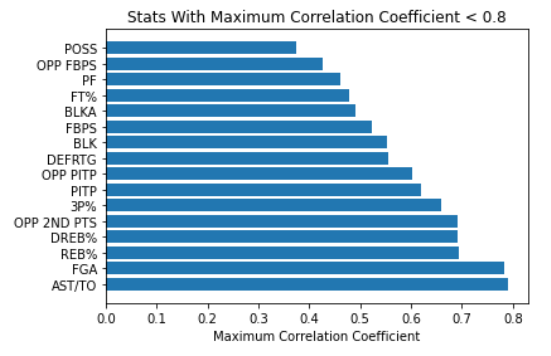 Stats With Maximum Correlation Coefficient < 0.8
POSS
OPP FBPS
PF
FT%
BLKA
FBPS
BLK
DEFRTG
OPP PITP
PITP
3P%
OPP 2ND PTS
DREB%
REB%
FGA
AST/TO
0.0 0.1 0.2 0.3 0.4 0.5 0.6 0.7 0.8
Maximum Correlation Coefficient